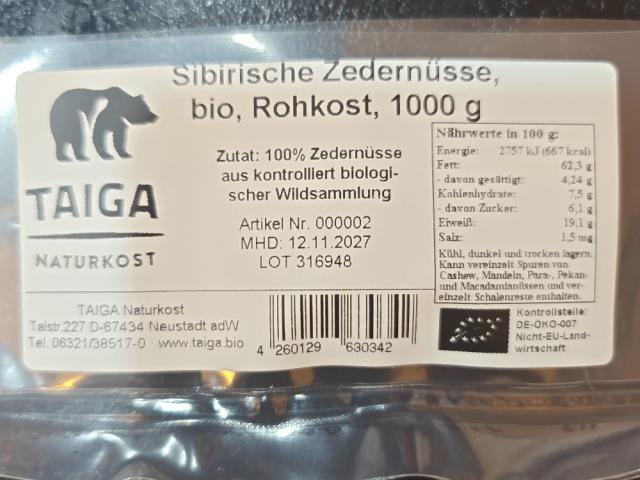 Sibirische Zedernüsse,
bio, Rohkost, 1000 g
TAIGA
NATURKOST
Zutat: 100% Zedernüsse
aus kontrolliert biologi-
scher Wildsammlung
Artikel Nr. 000002
MHD: 12.11.2027
LOT 316948
Nährwerte in 100 g:
Energie: 2757 kJ (667 kcal)
Fett: 62,3 g
- davon gesättigt: 4,24 g
Kohlenhydrate: 7,5 g
- davon Zucker: 6,1 g
Eiweiß: 19,1 g
Salz: 1,5 mg
Kühl, dunkel und trocken lagern.
Kann vereinzelt Spuren von
Cashew, Mandeln, Para-, Pekan-
und Macadamianüssen und ver-
einzelt Schalenreste enthalten.
TAIGA Naturkost
Talstr.227 D-67434 Neustadt adW
Tel. 06321/38517-0 · www.taiga.bio
4 260129 630342
Kontrollstelle:
DE-ÖKO-007
Nicht-EU-Land-
wirtschaft